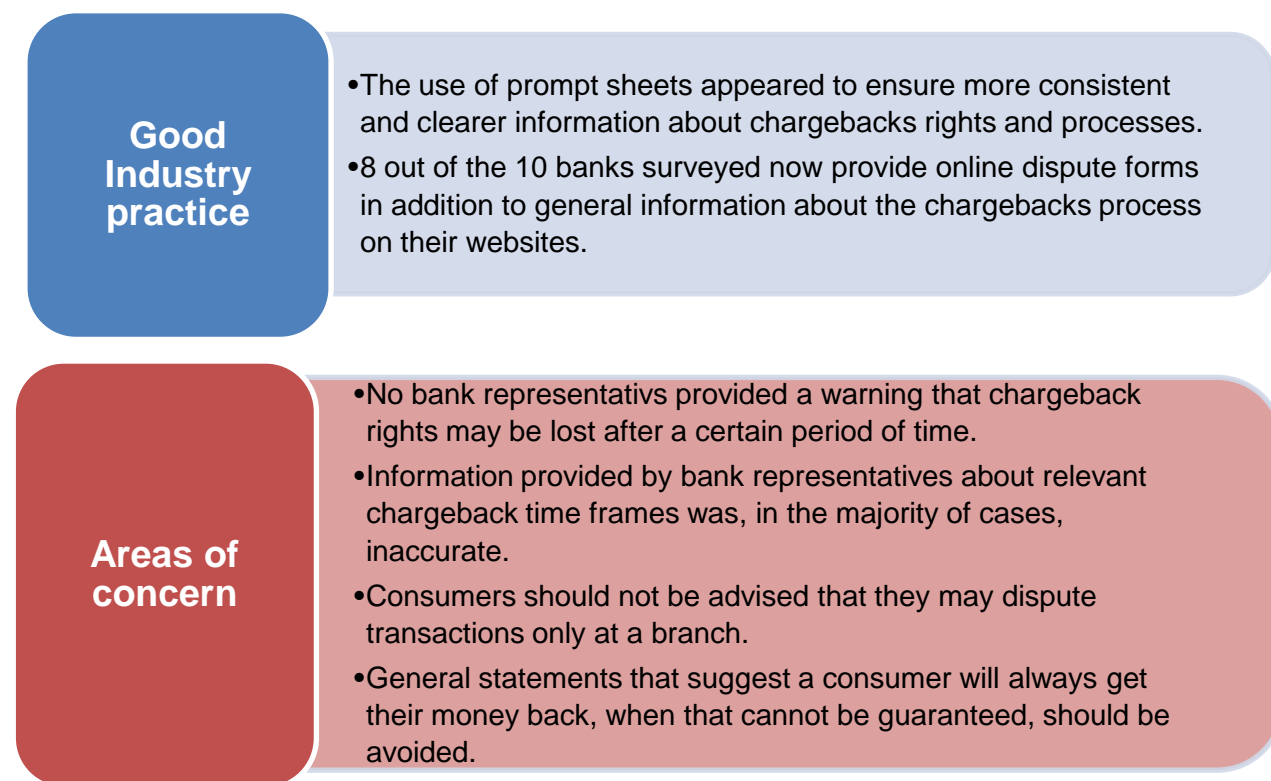 Good
Industry
practice
•The use of prompt sheets appeared to ensure more consistent
and clearer information about chargebacks rights and processes.
•8 out of the 10 banks surveyed now provide online dispute forms
in addition to general information about the chargebacks process
on their websites.
Areas of
concern
•No bank representativs provided a warning that chargeback
rights may be lost after a certain period of time.
•Information provided by bank representatives about relevant
chargeback time frames was, in the majority of cases,
inaccurate.
•Consumers should not be advised that they may dispute
transactions only at a branch.
•General statements that suggest a consumer will always get
their money back, when that cannot be guaranteed, should be
avoided.